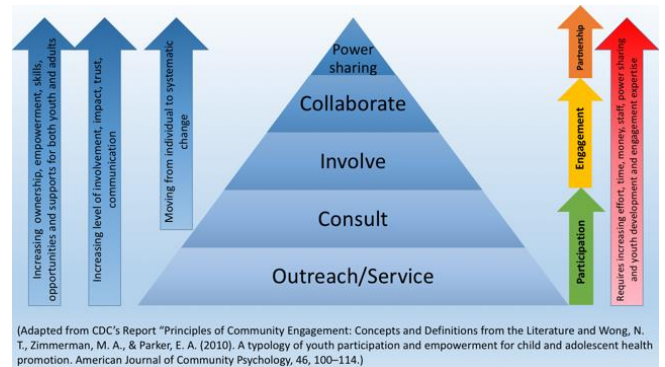 Increasing ownership, empowerment, skills,
opportunities and supports for both youth and adults
Increasing level of involvement, impact, trust,
communication
Moving from individual to systematic
change
Power
sharing
Collaborate
Involve
Consult
Outreach/Service
Partnership
Engagement
Participation
Requires increasing effort, time, money, staff, power sharing
and youth development and engagement expertise
(Adapted from CDC's Report "Principles of Community Engagement: Concepts and Definitions from the Literature and Wong, N.
T., Zimmerman, M. A., & Parker, E. A. (2010). A typology of youth participation and empowerment for child and adolescent health
promotion. American Journal of Community Psychology, 46, 100–114.)